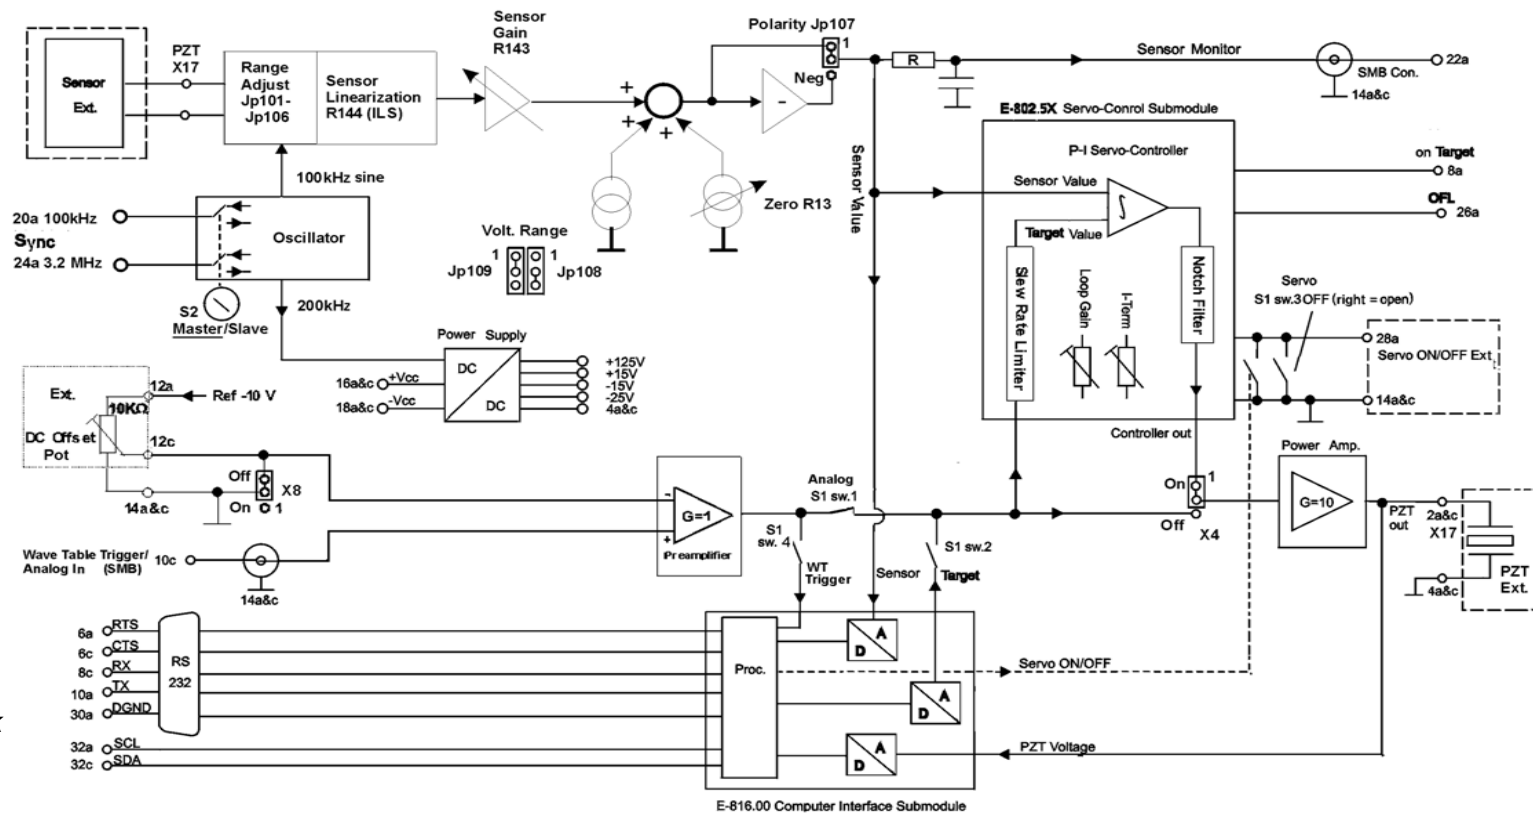 Sensor
Gain
R143
Polarity Jp107
1
Neg
PZT
X17
Sensor
Ext.
Range
Adjust
Jp101-
Jp106
Sensor
Linearization
R144 (ILS)
+
+
+
-
R
Sensor Monitor
22a
SMB Con.
14a&c
E-802.5X Servo-Conrol Submodule
P-I Servo-Controller
Sensor Value
Target Value
Slew Rate Limiter
Loop Gain
I-Term
Notch Filter
on Target
8a
OFL
26a
100kHz sine
20a 100kHz
Sync
24a 3.2 MHz
Oscillator
S2
Master/Slave
200kHz
Zero R13
Volt. Range
1
1
Jp109
Jp108
Sensor Value
Servo
S1 sw.3OFF (right = open)
28a
Servo ON/OFF Ext.
14a&c
Power Supply
DC
DC
16a&c
+Vcc
18a&c
-Vcc
+125V
+15V
-15V
-25V
4a&c
Ext.
12a
Ref -10 V
10KΩ
DC Offset
Pot
12c
Off
X8
On
1
14a&c
Wave Table Trigger/
Analog In (SMB)
10c
14a&c
-
G=1
+
Preamplifier
Analog
S1 sw.1
S1
sw. 4
WT
Trigger
Sensor
S1 sw.2
Target
Controller out
On
1
Off
X4
Power Amp.
G=10
PZT
out
2a&c
X17
4a&c
PZT
Ext.
6a
RTS
6c
CTS
8c
RX
10a
TX
30a
DGND
32a
SCL
32c
SDA
RS
232
Proc.
A
D
A
D
A
D
Servo ON/OFF
PZT Voltage
E-816.00 Computer Interface Submodule